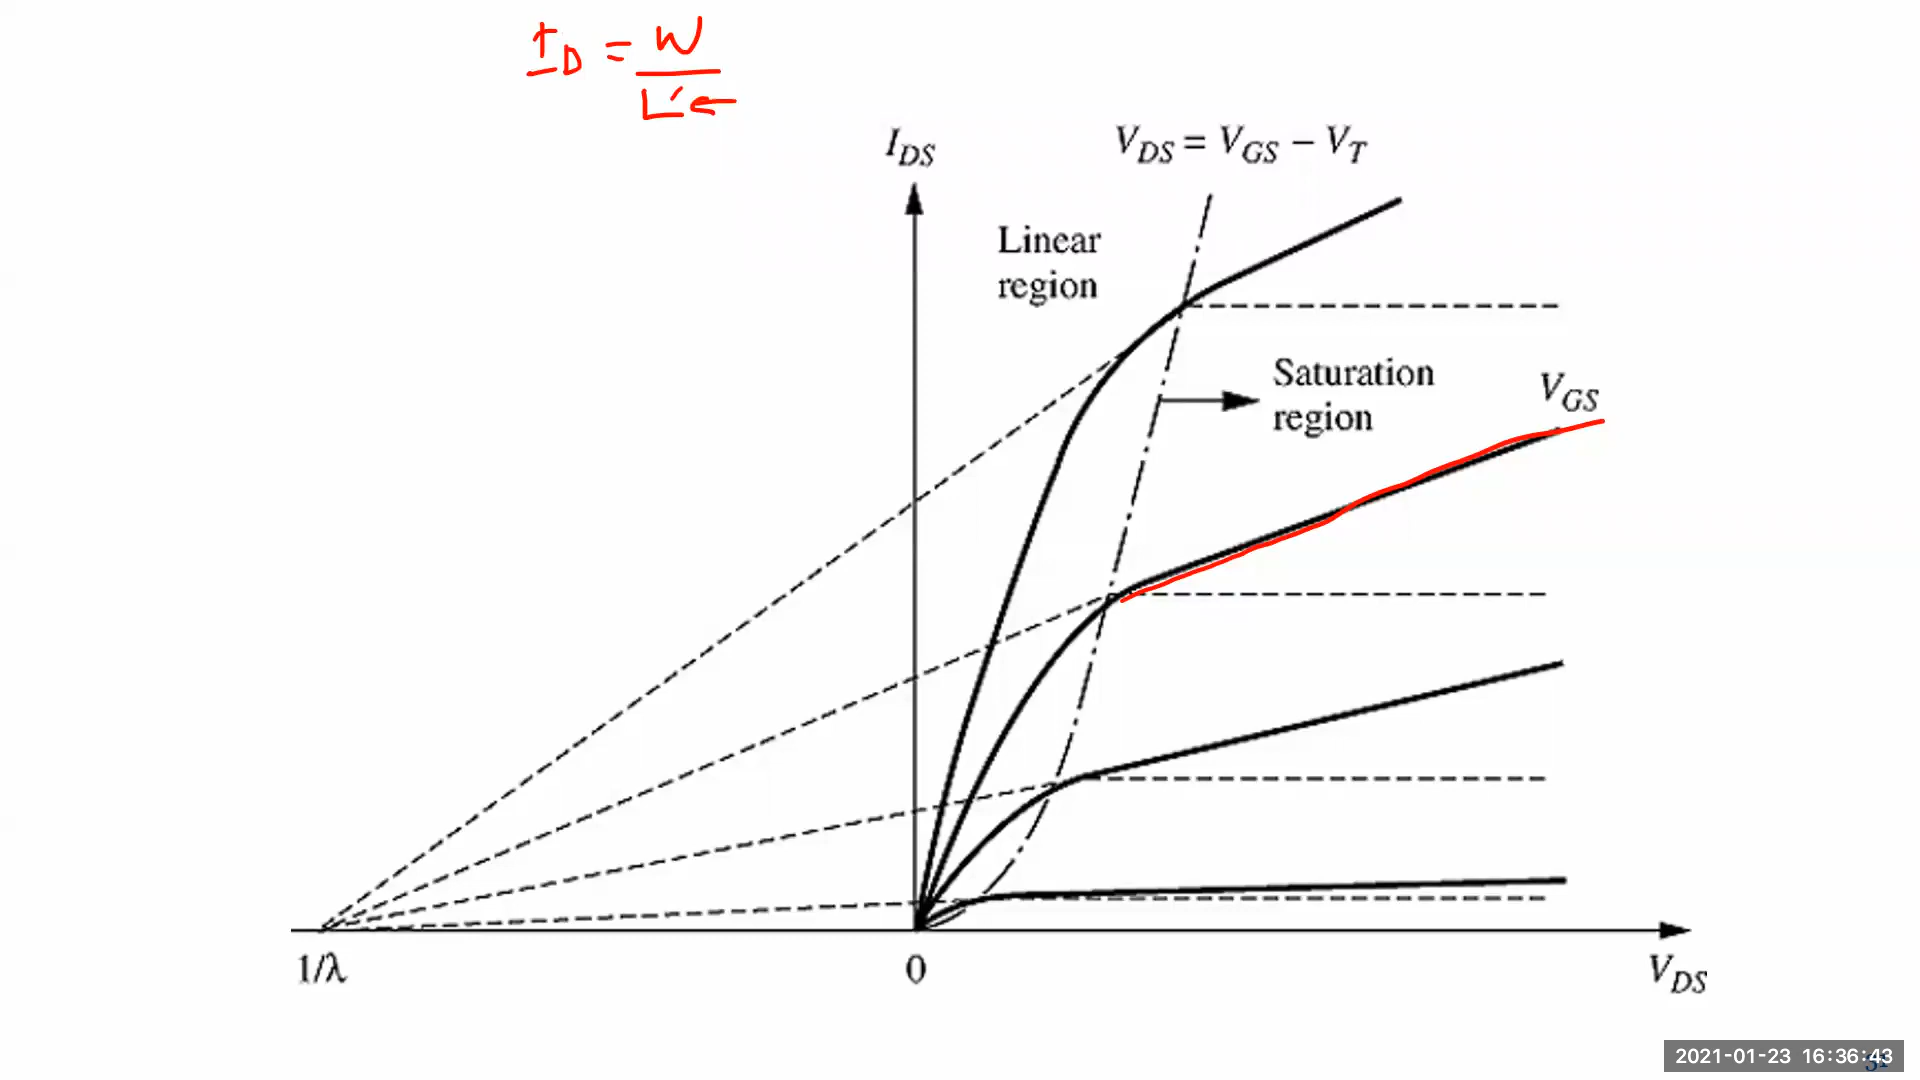 I_D = W / L'
I_DS
V_DS = V_GS − V_T
Linear
region
Saturation
region
V_GS
1/λ
0
V_DS
2021-01-23 16:36:43